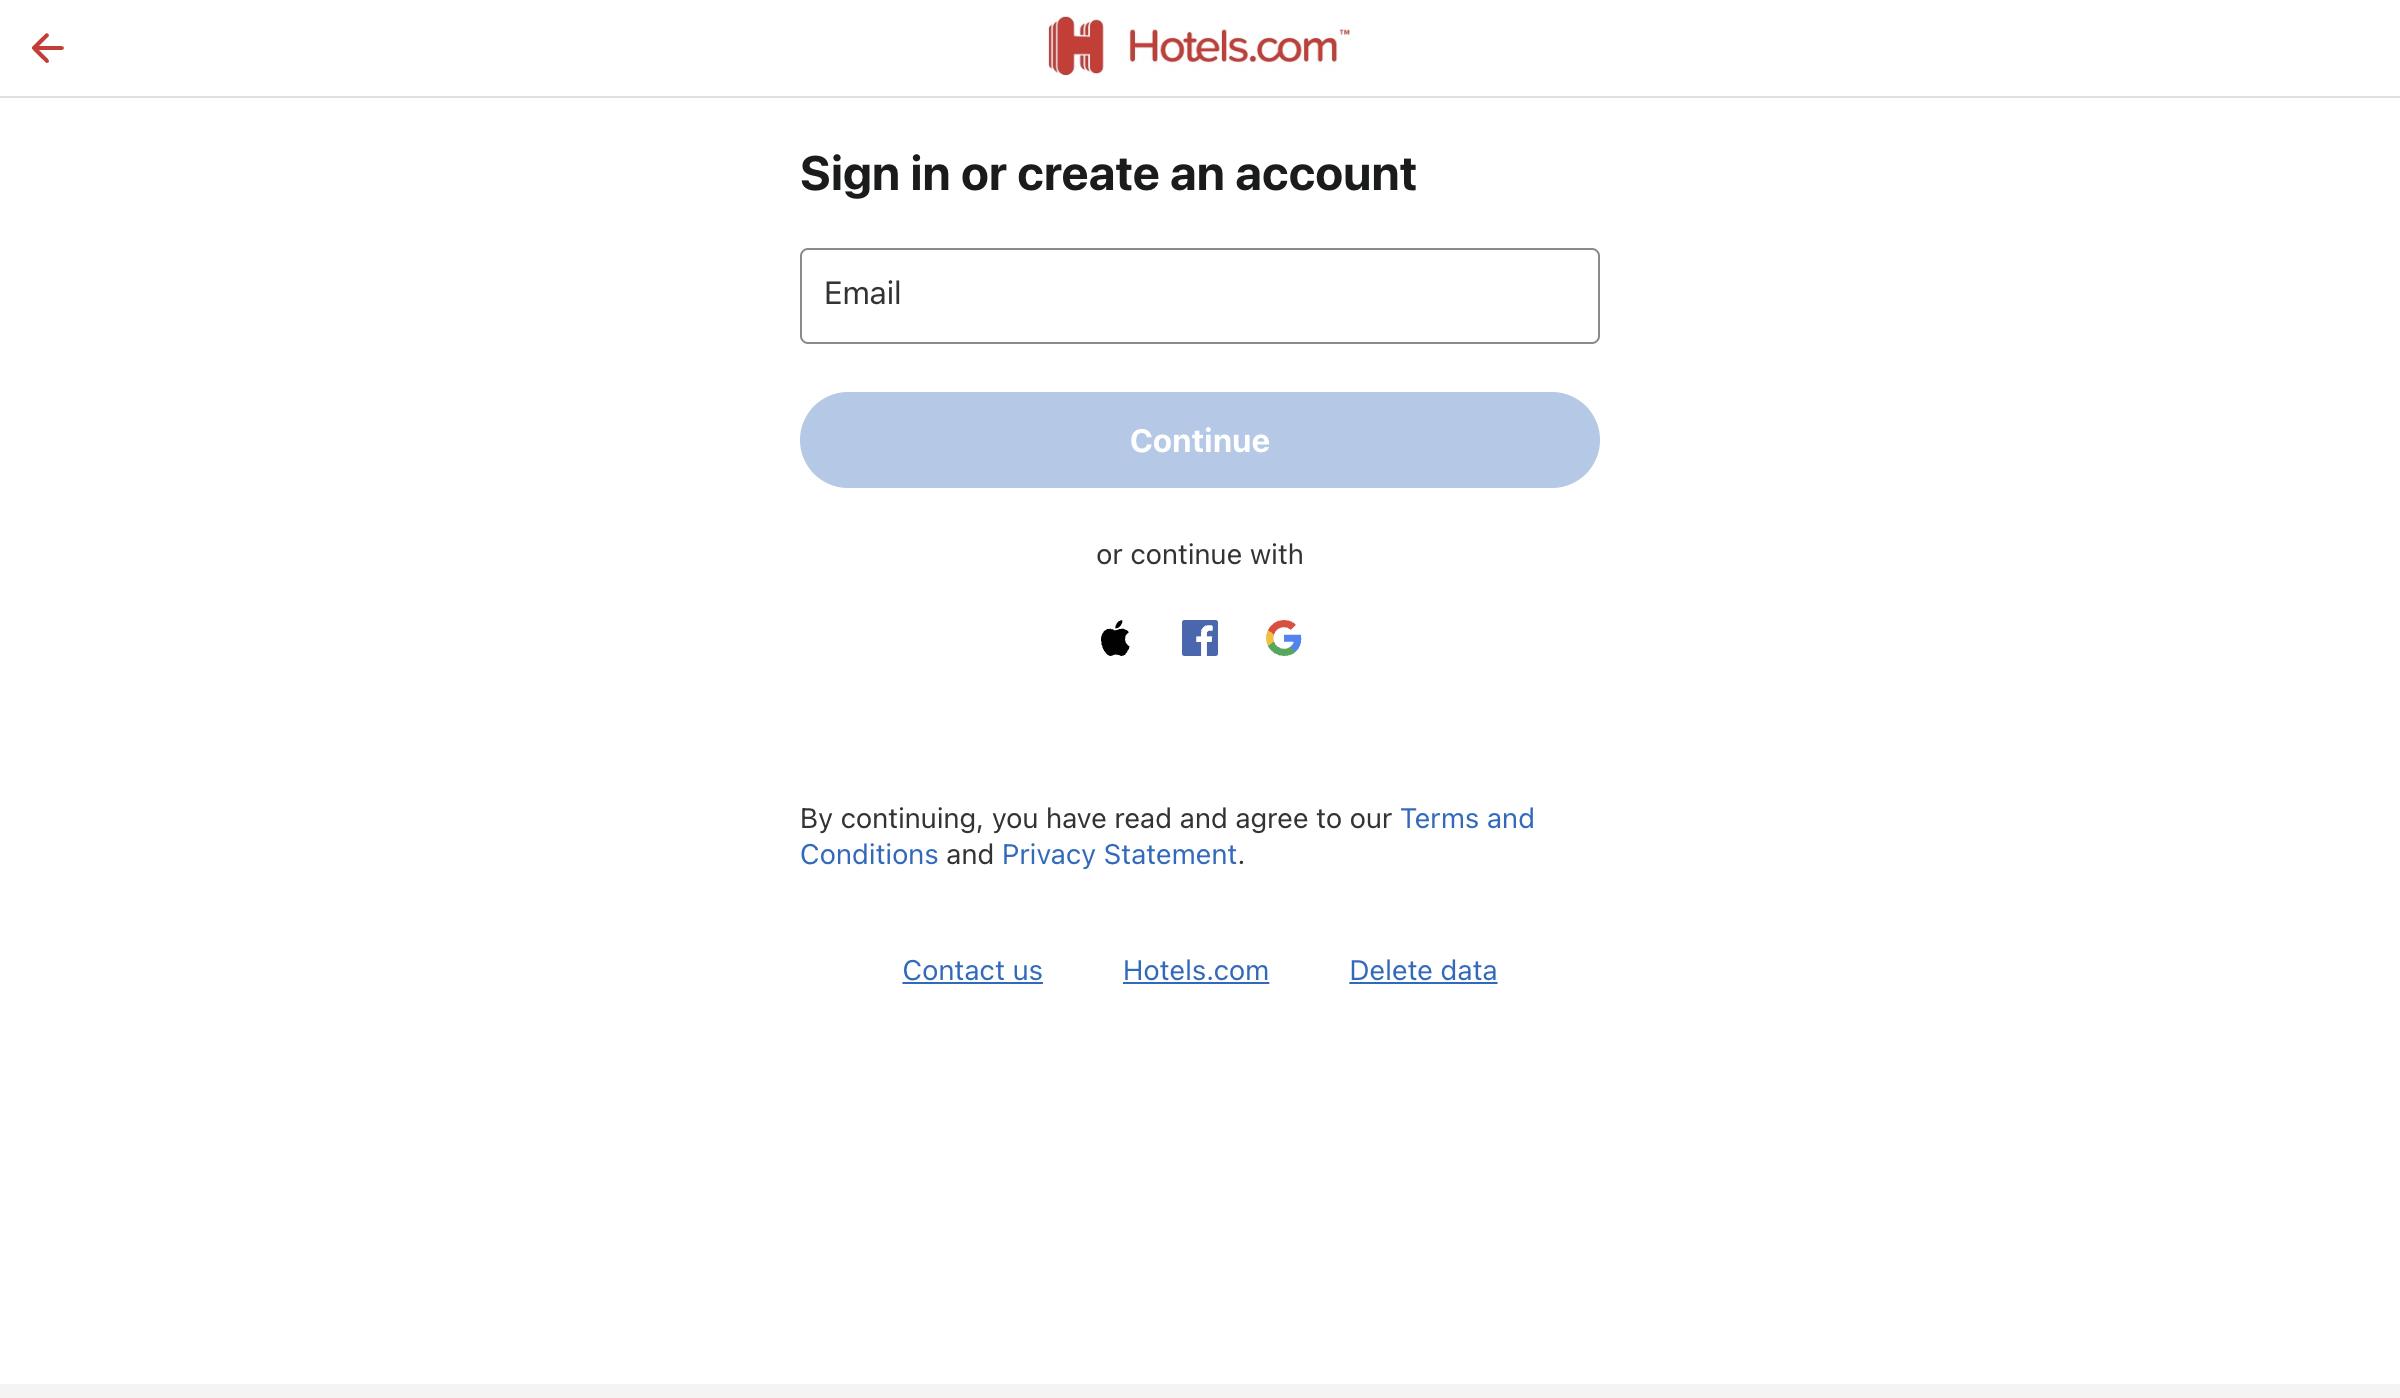 Hotels.com™
Sign in or create an account
Email
Continue
or continue with
By continuing, you have read and agree to our Terms and
Conditions and Privacy Statement.
Contact us Hotels.com Delete data